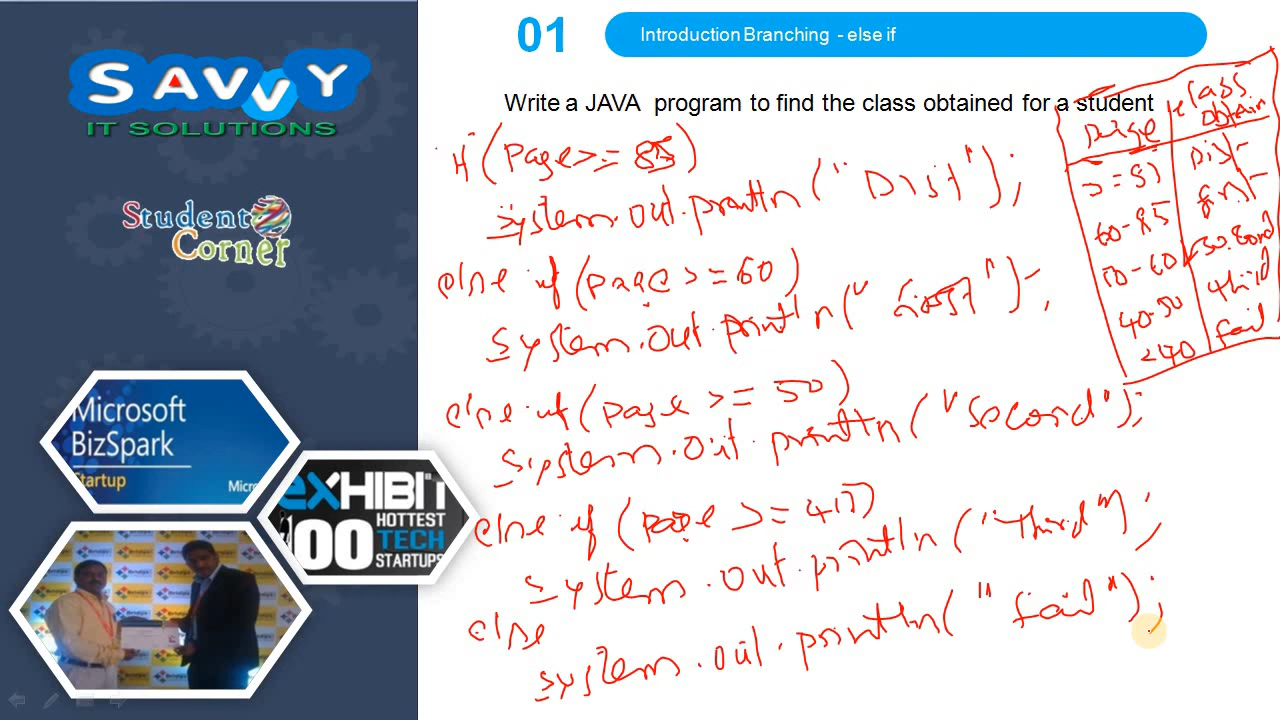 SAVVY
IT SOLUTIONS
Student
Corner
Microsoft
BizSpark
Startup
Micro
eXHIBIT
100 HOTTEST
TECH
STARTUPS
01
Introduction Branching - else if
Write a JAVA program to find the class obtained for a student
if (Page >= 85)
System.out.println ("Dist");
else if (Page >= 60)
System.out.println ("first");
else if (Page >= 50)
System.out.println ("second");
else if (Page >= 40)
System.out.println ("third");
else
System.out.println ("fail");
class
obtain
>= 85 Dist
60-85 first
50-60 second
40-50 third
<40 fail